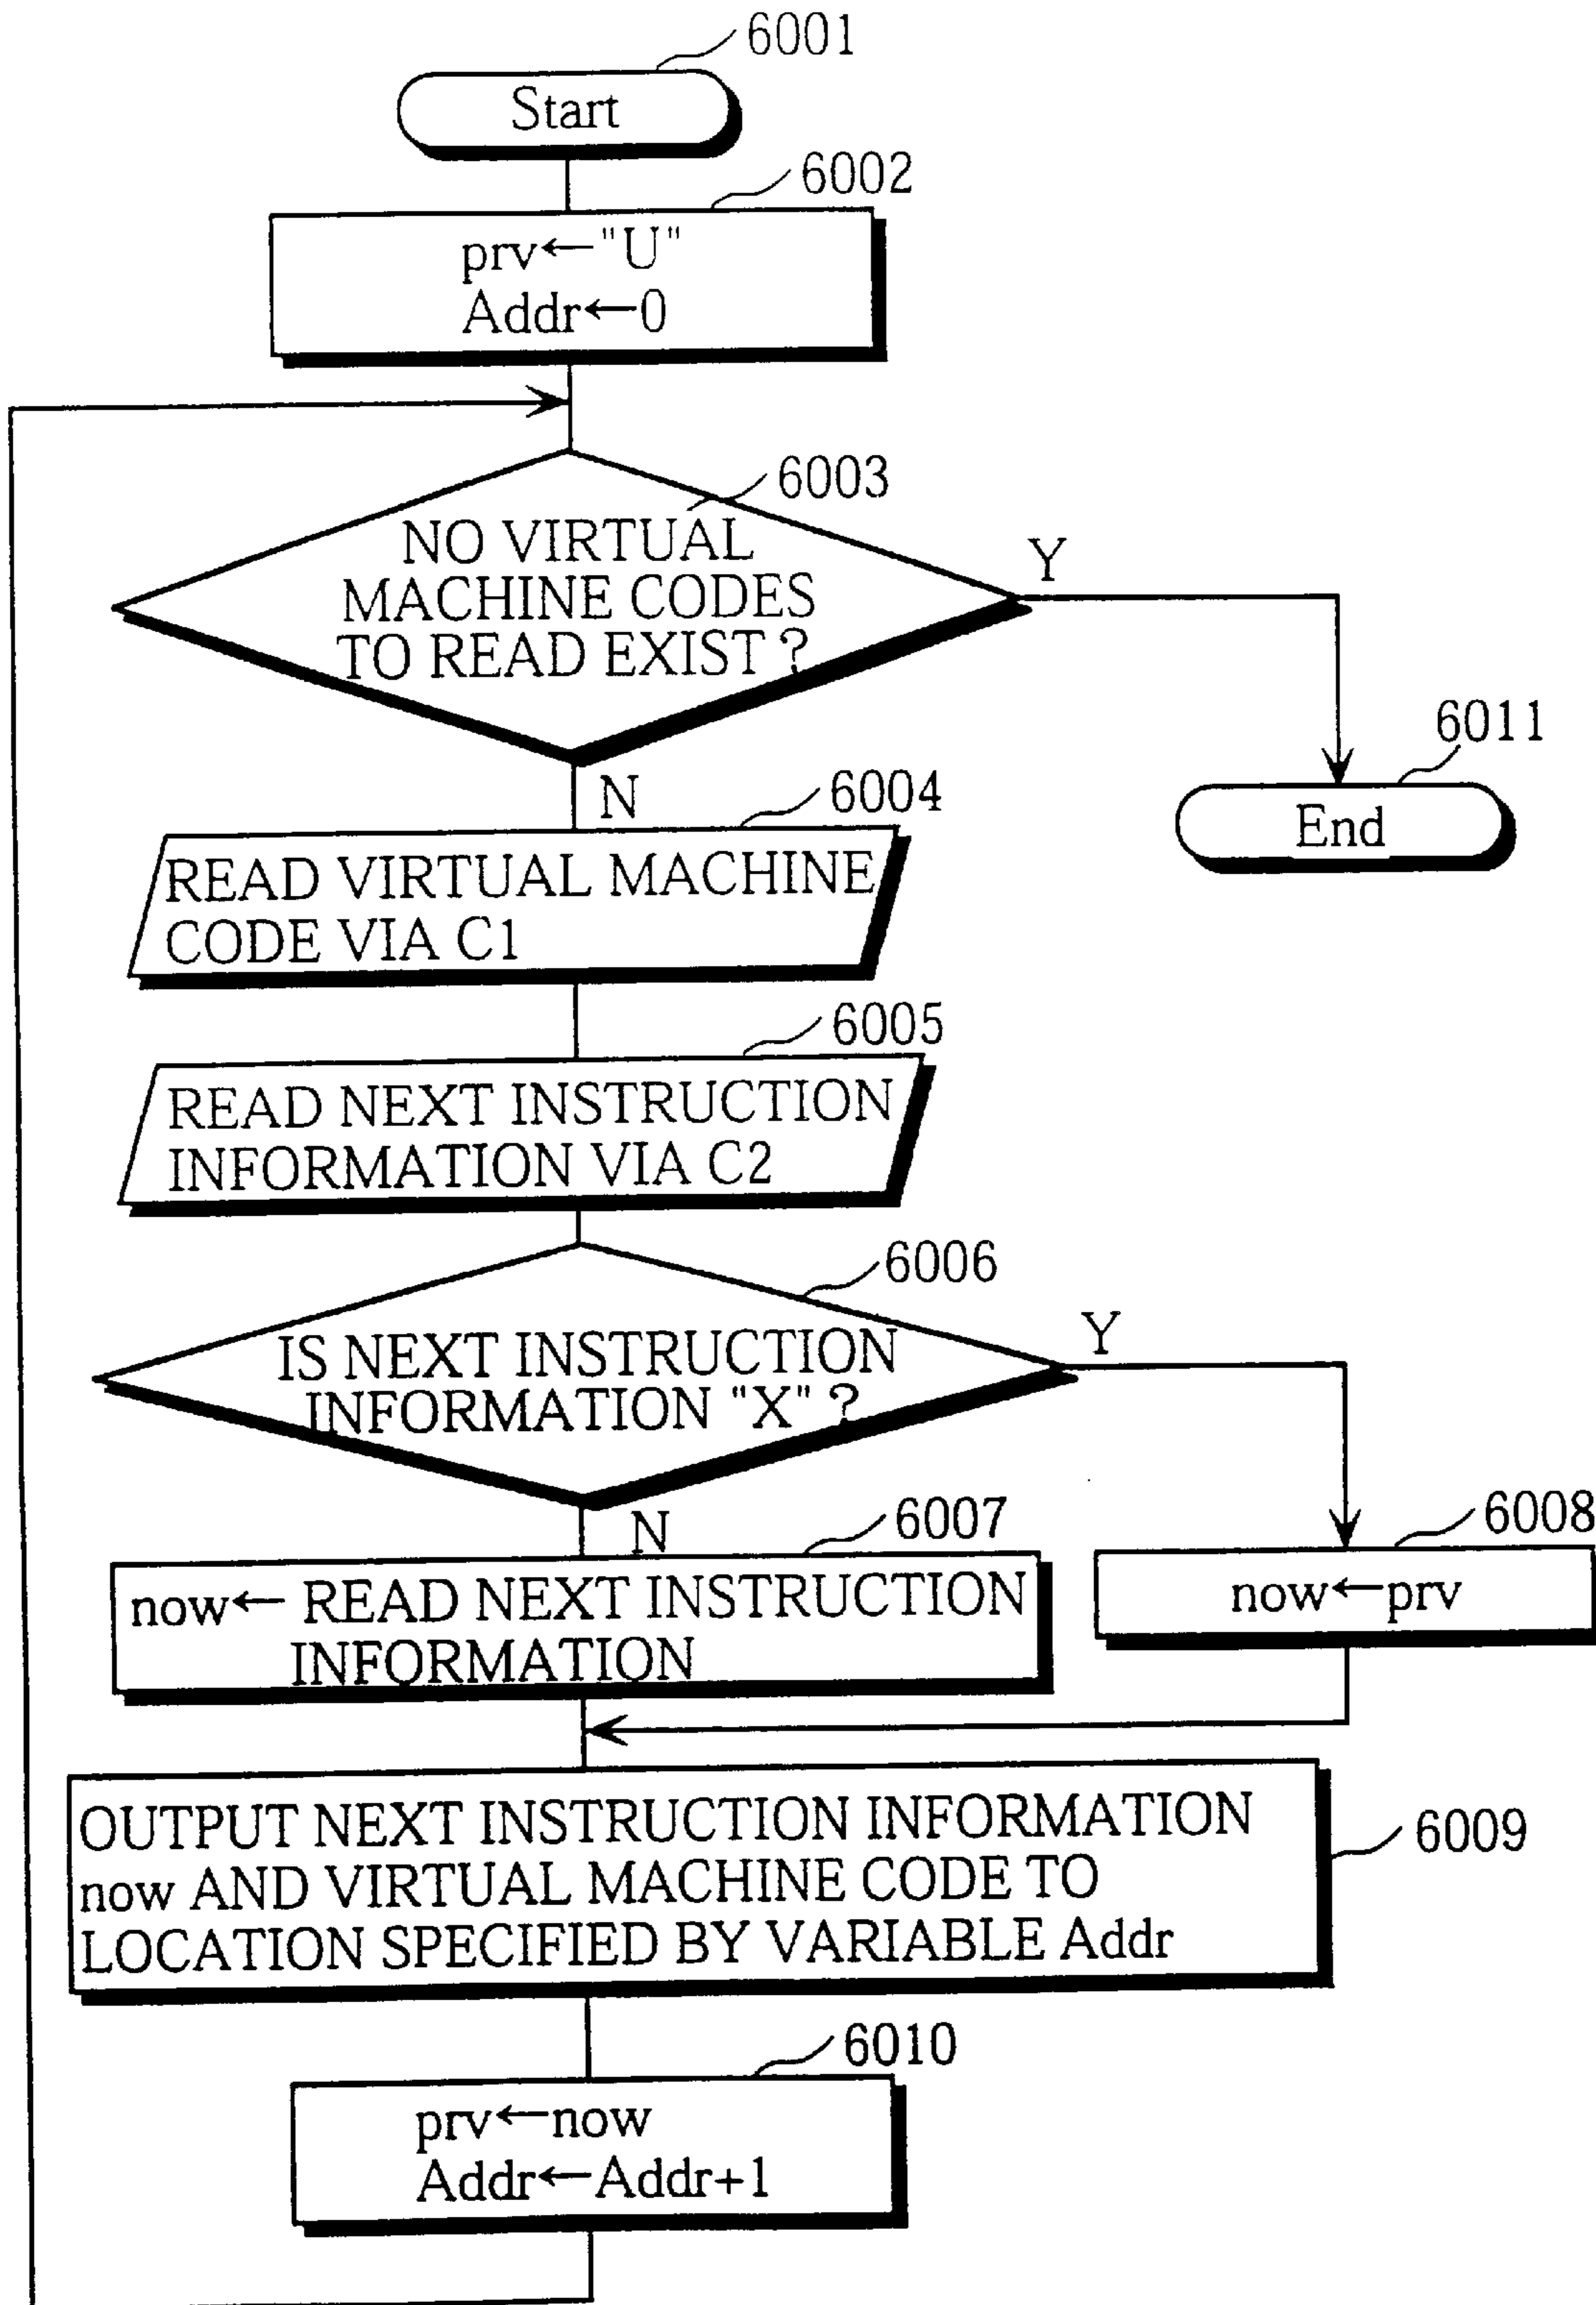 6001
Start
6002
prv←"U"
Addr←0
6003
NO VIRTUAL
MACHINE CODES
TO READ EXIST ?
Y
6011
End
N
6004
READ VIRTUAL MACHINE
CODE VIA C1
6005
READ NEXT INSTRUCTION
INFORMATION VIA C2
6006
IS NEXT INSTRUCTION
INFORMATION "X" ?
Y
N
6007
now← READ NEXT INSTRUCTION
INFORMATION
6008
now←prv
OUTPUT NEXT INSTRUCTION INFORMATION
now AND VIRTUAL MACHINE CODE TO
LOCATION SPECIFIED BY VARIABLE Addr
6009
6010
prv←now
Addr←Addr+1